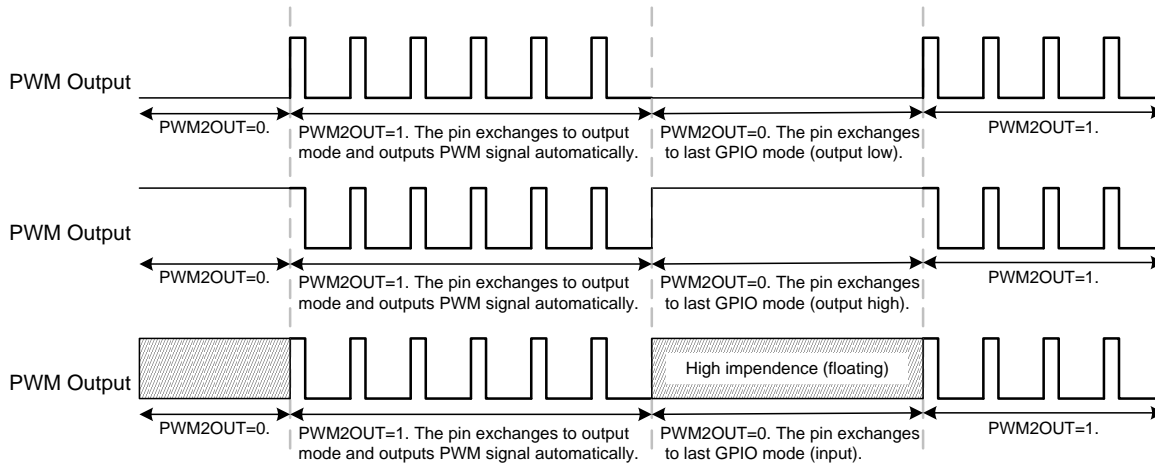 PWM Output
PWM2OUT=0.
PWM2OUT=1. The pin exchanges to output
mode and outputs PWM signal automatically.
PWM2OUT=0. The pin exchanges
to last GPIO mode (output low).
PWM2OUT=1.
PWM Output
PWM2OUT=0.
PWM2OUT=1. The pin exchanges to output
mode and outputs PWM signal automatically.
PWM2OUT=0. The pin exchanges
to last GPIO mode (output high).
PWM2OUT=1.
PWM Output
High impendence (floating)
PWM2OUT=0.
PWM2OUT=1. The pin exchanges to output
mode and outputs PWM signal automatically.
PWM2OUT=0. The pin exchanges
to last GPIO mode (input).
PWM2OUT=1.